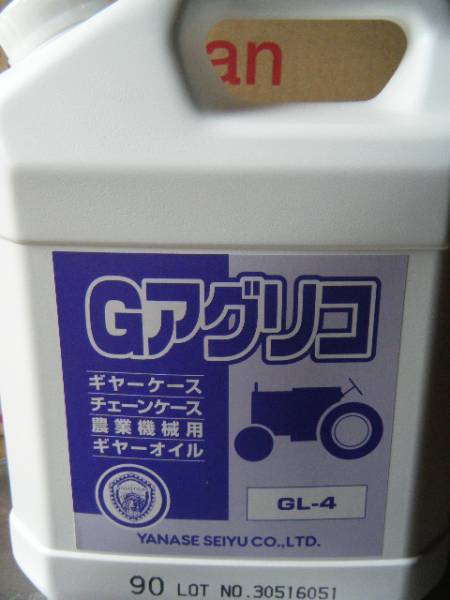 an
Gアグリコ
ギヤーケース
チェーンケース
農業機械用
ギヤーオイル
GL-4
YANASE SEIYU CO.,LTD.
90 LOT NO.30516051